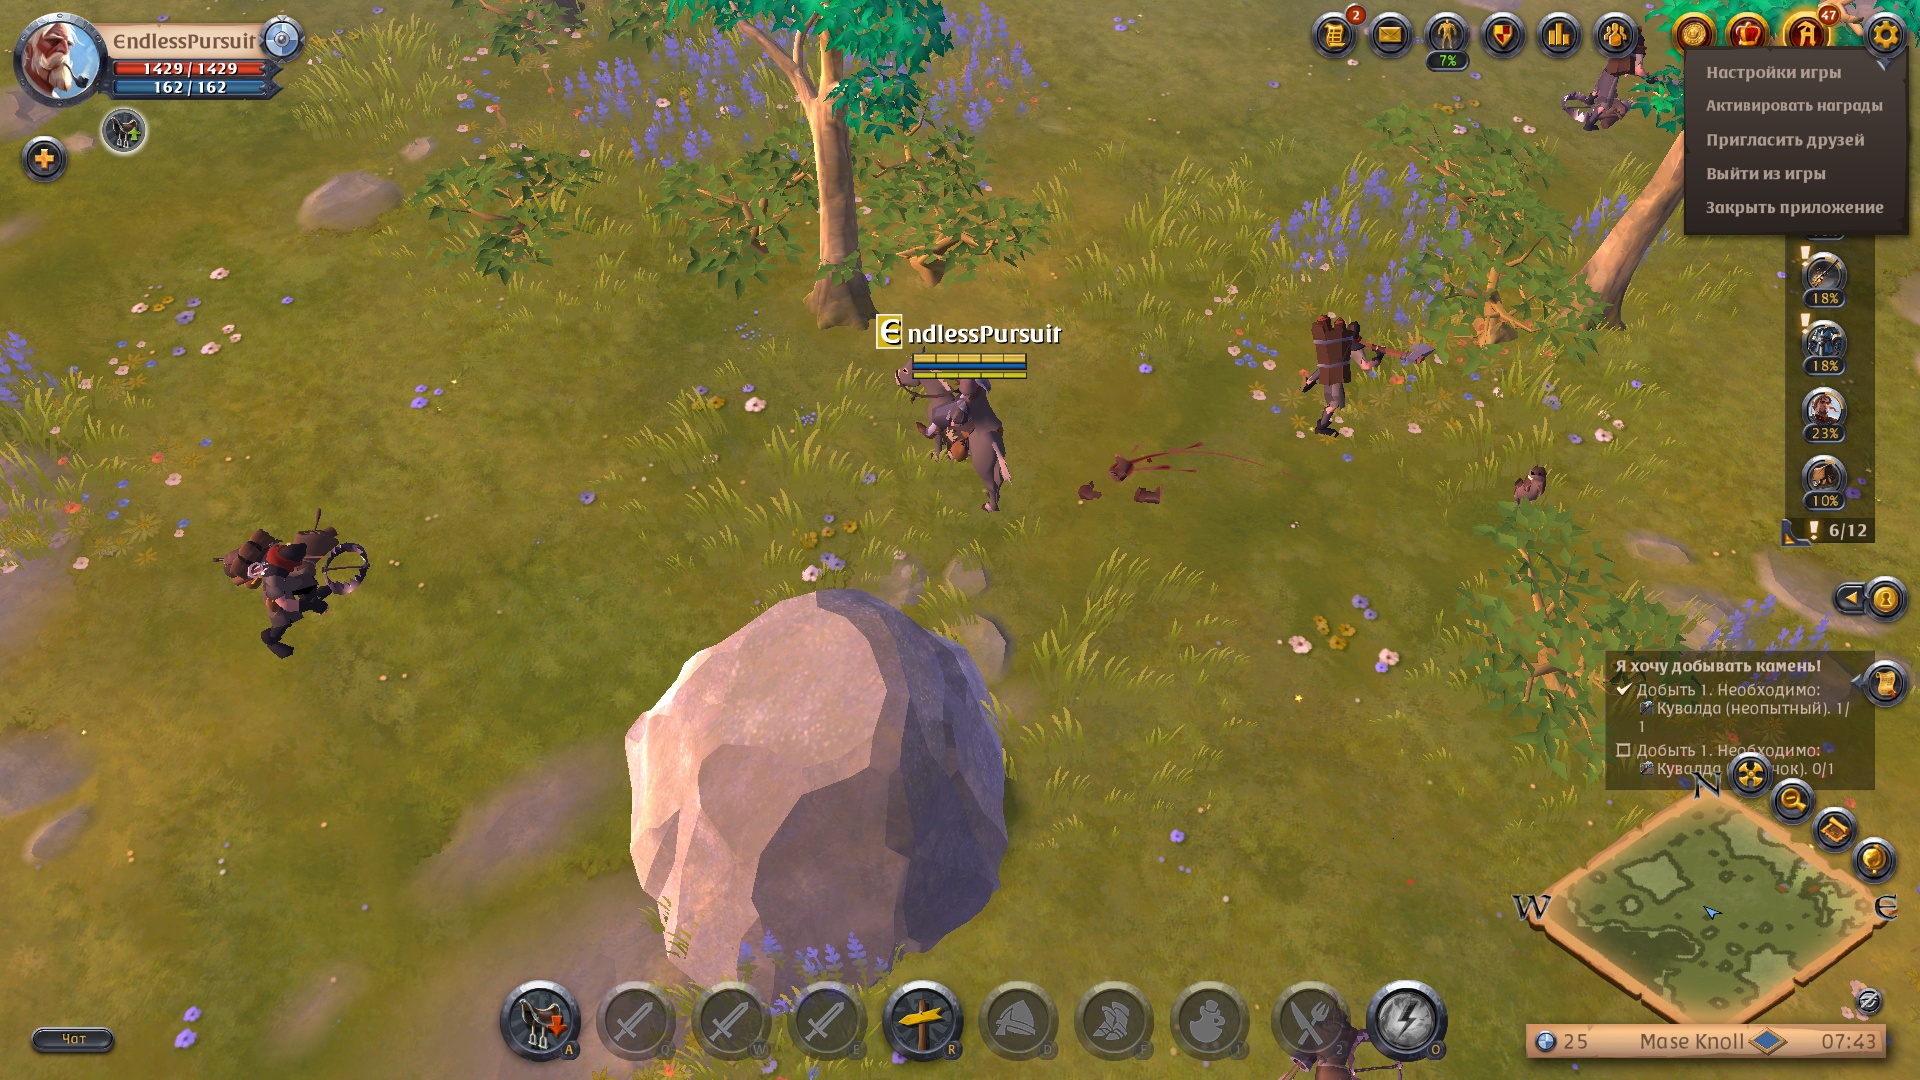 EndlessPursuit
1429 / 1429
162 / 162
2
7%
47
Настройки игры
Активировать награды
Пригласить друзей
Выйти из игры
Закрыть приложение
18%
18%
23%
10%
6/12
EndlessPursuit
Я хочу добывать камень!
Добыть 1. Необходимо:
Кувалда (неопытный). 1/
1
Добыть 1. Необходимо:
Кувалда
0/1
N
W
E
Чат
A
Q
W
E
R
D
F
1
2
O
25
Mase Knoll
07:43